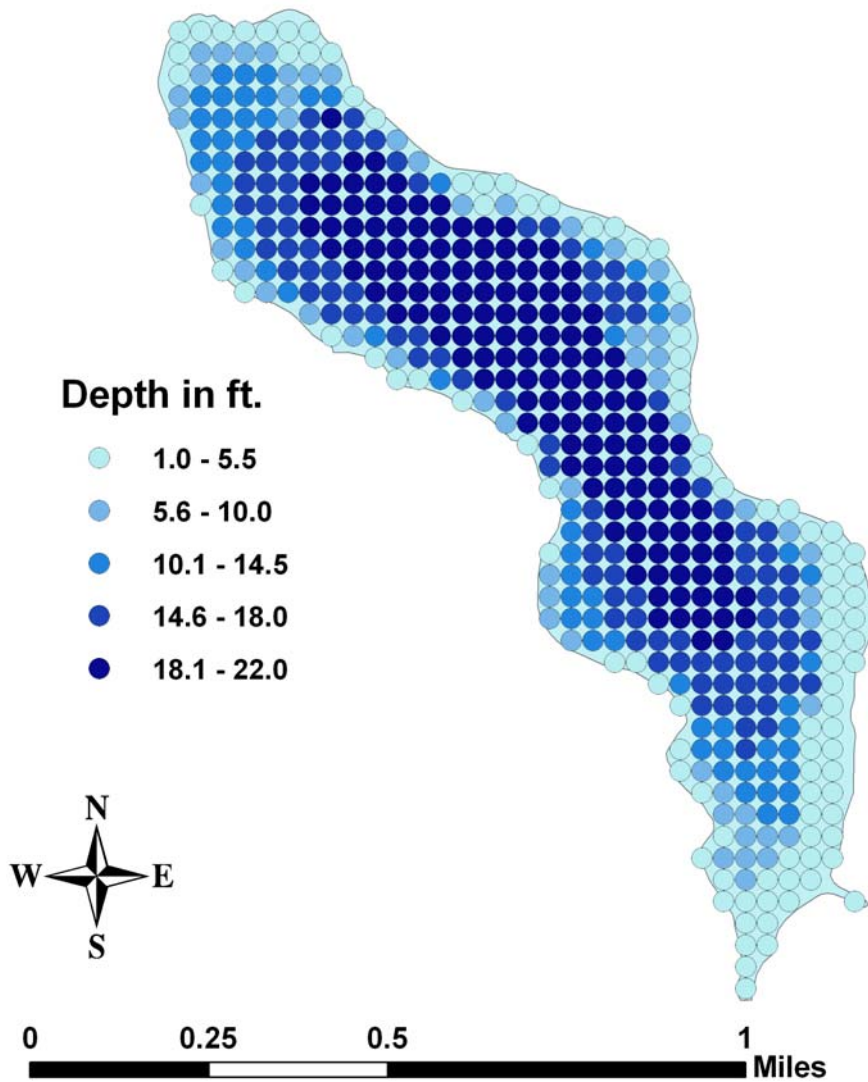 Depth in ft.
1.0 - 5.5
5.6 - 10.0
10.1 - 14.5
14.6 - 18.0
18.1 - 22.0
N
W E
S
0 0.25 0.5 1
Miles